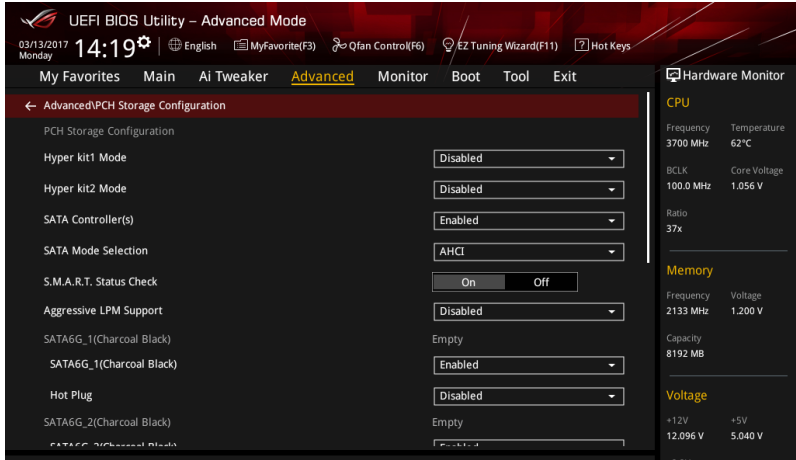 UEFI BIOS Utility – Advanced Mode
03/13/2017 Monday 14:19 English MyFavorite(F3) Qfan Control(F6) EZ Tuning Wizard(F11) ? Hot Keys
My Favorites Main Ai Tweaker Advanced Monitor Boot Tool Exit
← Advanced\PCH Storage Configuration
PCH Storage Configuration
Hyper kit1 Mode Disabled
Hyper kit2 Mode Disabled
SATA Controller(s) Enabled
SATA Mode Selection AHCI
S.M.A.R.T. Status Check On Off
Aggressive LPM Support Disabled
SATA6G_1(Charcoal Black) Empty
SATA6G_1(Charcoal Black) Enabled
Hot Plug Disabled
SATA6G_2(Charcoal Black) Empty
Hardware Monitor
CPU
Frequency Temperature
3700 MHz 62°C
BCLK Core Voltage
100.0 MHz 1.056 V
Ratio
37x
Memory
Frequency Voltage
2133 MHz 1.200 V
Capacity
8192 MB
Voltage
+12V +5V
12.096 V 5.040 V